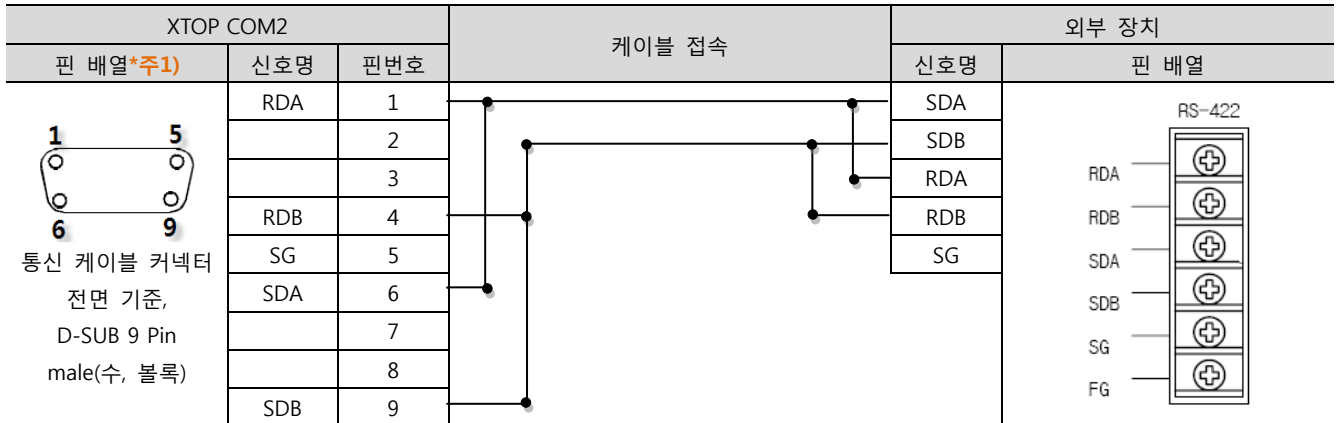 XTOP COM2 케이블 접속 외부 장치
핀 배열*주1) 신호명 핀번호 신호명 핀 배열
RDA 1 SDA
2 SDB
3 RDA
RDB 4 RDB
SG 5 SG
SDA 6
7
8
SDB 9
1 5
6 9
통신 케이블 커넥터
전면 기준,
D-SUB 9 Pin
male(수, 볼록)
RS-422
RDA
RDB
SDA
SDB
SG
FG